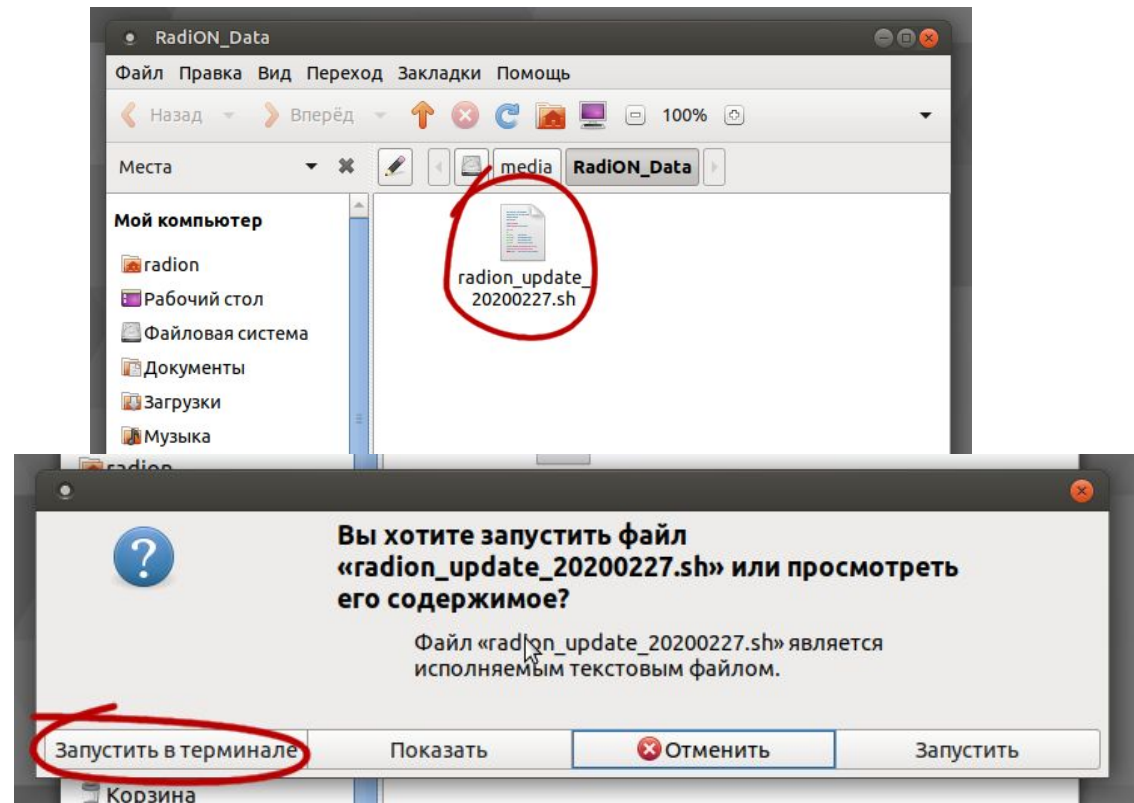 RadiON_Data
Файл Правка Вид Переход Закладки Помощь
Назад Вперёд 100%
Места media RadiON_Data
Мой компьютер
radion
Рабочий стол
Файловая система
Документы
Загрузки
Музыка
radion_update_
20200227.sh
radion
Вы хотите запустить файл
«radion_update_20200227.sh» или просмотреть
его содержимое?
Файл «radion_update_20200227.sh» является
исполняемым текстовым файлом.
Запустить в терминале Показать Отменить Запустить
Корзина